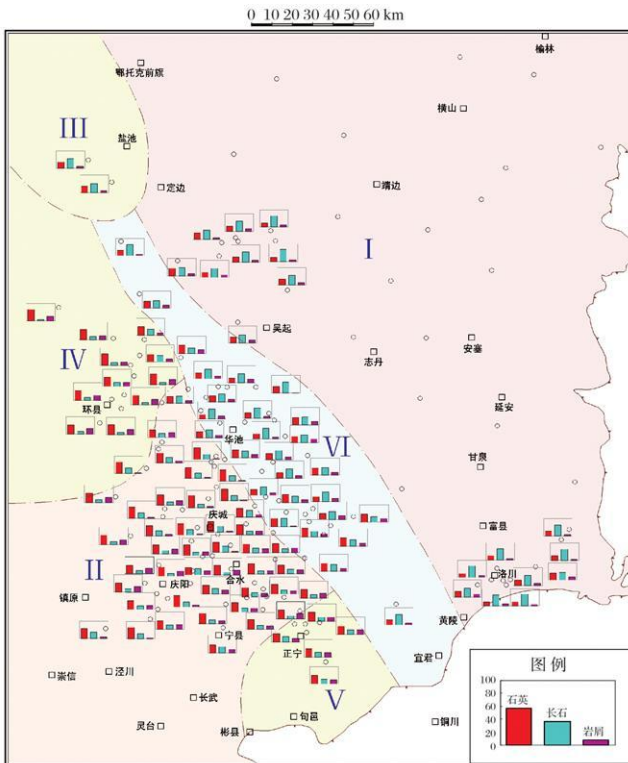 0 10 20 30 40 50 60 km
榆林
鄂托克前旗
横山
III
盐池
定边
靖边
I
吴起
志丹
安塞
IV
环县
延安
华池
VI
甘泉
庆城
富县
合水
洛川
II
庆阳
镇原
黄陵
宁县
正宁
宜君
崇信
泾川
长武
V
旬邑
灵台
彬县
铜川
图 例
100
80
60
40
20
0
石英
长石
岩屑